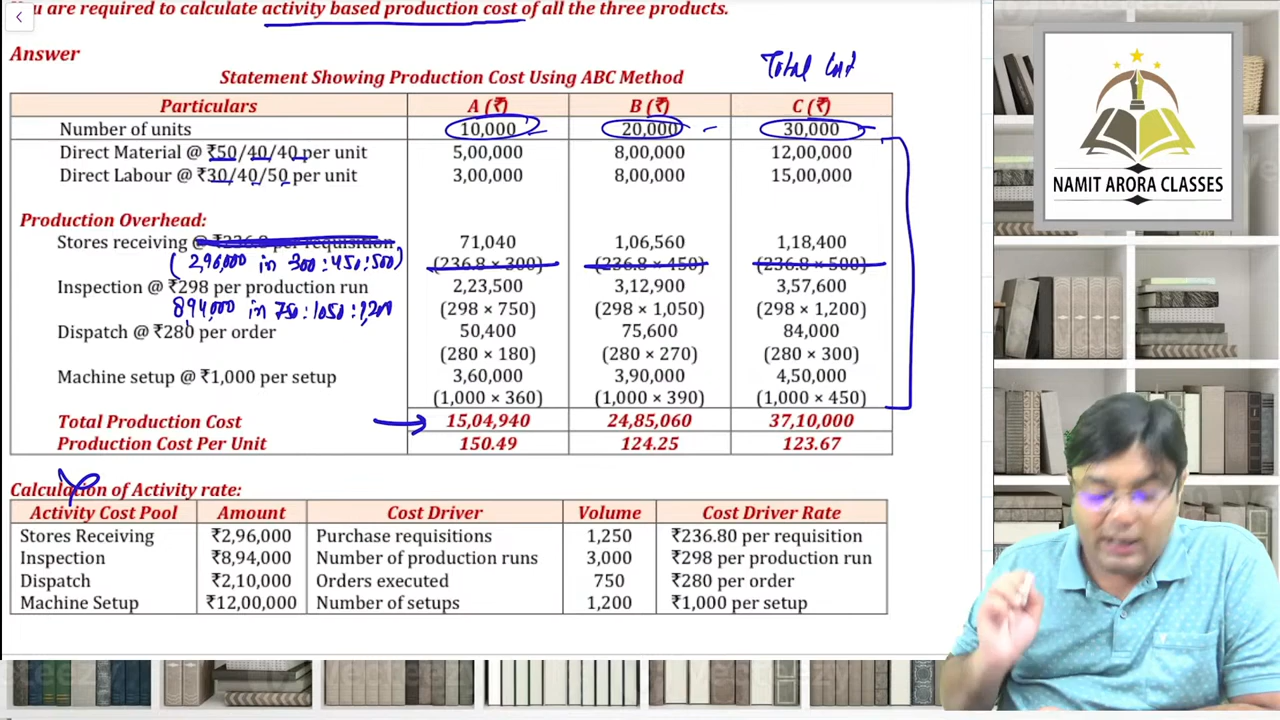 You are required to calculate activity based production cost of all the three products.
Answer
Total Cost
Statement Showing Production Cost Using ABC Method
Particulars A (₹) B (₹) C (₹)
Number of units 10,000 20,000 30,000
Direct Material @ ₹50/40/40 per unit 5,00,000 8,00,000 12,00,000
Direct Labour @ ₹30/40/50 per unit 3,00,000 8,00,000 15,00,000
Production Overhead:
Stores receiving @ ₹236.8 per requisition 71,040 1,06,560 1,18,400
(296,000 in 300:450:500) (236.8 × 300) (236.8 × 450) (236.8 × 500)
Inspection @ ₹298 per production run 2,23,500 3,12,900 3,57,600
894,000 in 750:1050:1,200 (298 × 750) (298 × 1,050) (298 × 1,200)
Dispatch @ ₹280 per order 50,400 75,600 84,000
(280 × 180) (280 × 270) (280 × 300)
Machine setup @ ₹1,000 per setup 3,60,000 3,90,000 4,50,000
(1,000 × 360) (1,000 × 390) (1,000 × 450)
Total Production Cost 15,04,940 24,85,060 37,10,000
Production Cost Per Unit 150.49 124.25 123.67
Calculation of Activity rate:
Activity Cost Pool Amount Cost Driver Volume Cost Driver Rate
Stores Receiving ₹2,96,000 Purchase requisitions 1,250 ₹236.80 per requisition
Inspection ₹8,94,000 Number of production runs 3,000 ₹298 per production run
Dispatch ₹2,10,000 Orders executed 750 ₹280 per order
Machine Setup ₹12,00,000 Number of setups 1,200 ₹1,000 per setup
NAMIT ARORA CLASSES